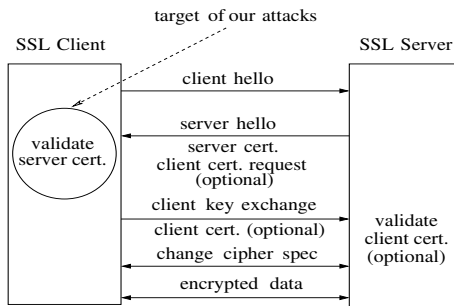 target of our attacks
SSL Client
SSL Server
client hello
server hello
validate
server cert.
server cert.
client cert. request
(optional)
client key exchange
client cert. (optional)
validate
client cert.
(optional)
change cipher spec
encrypted data